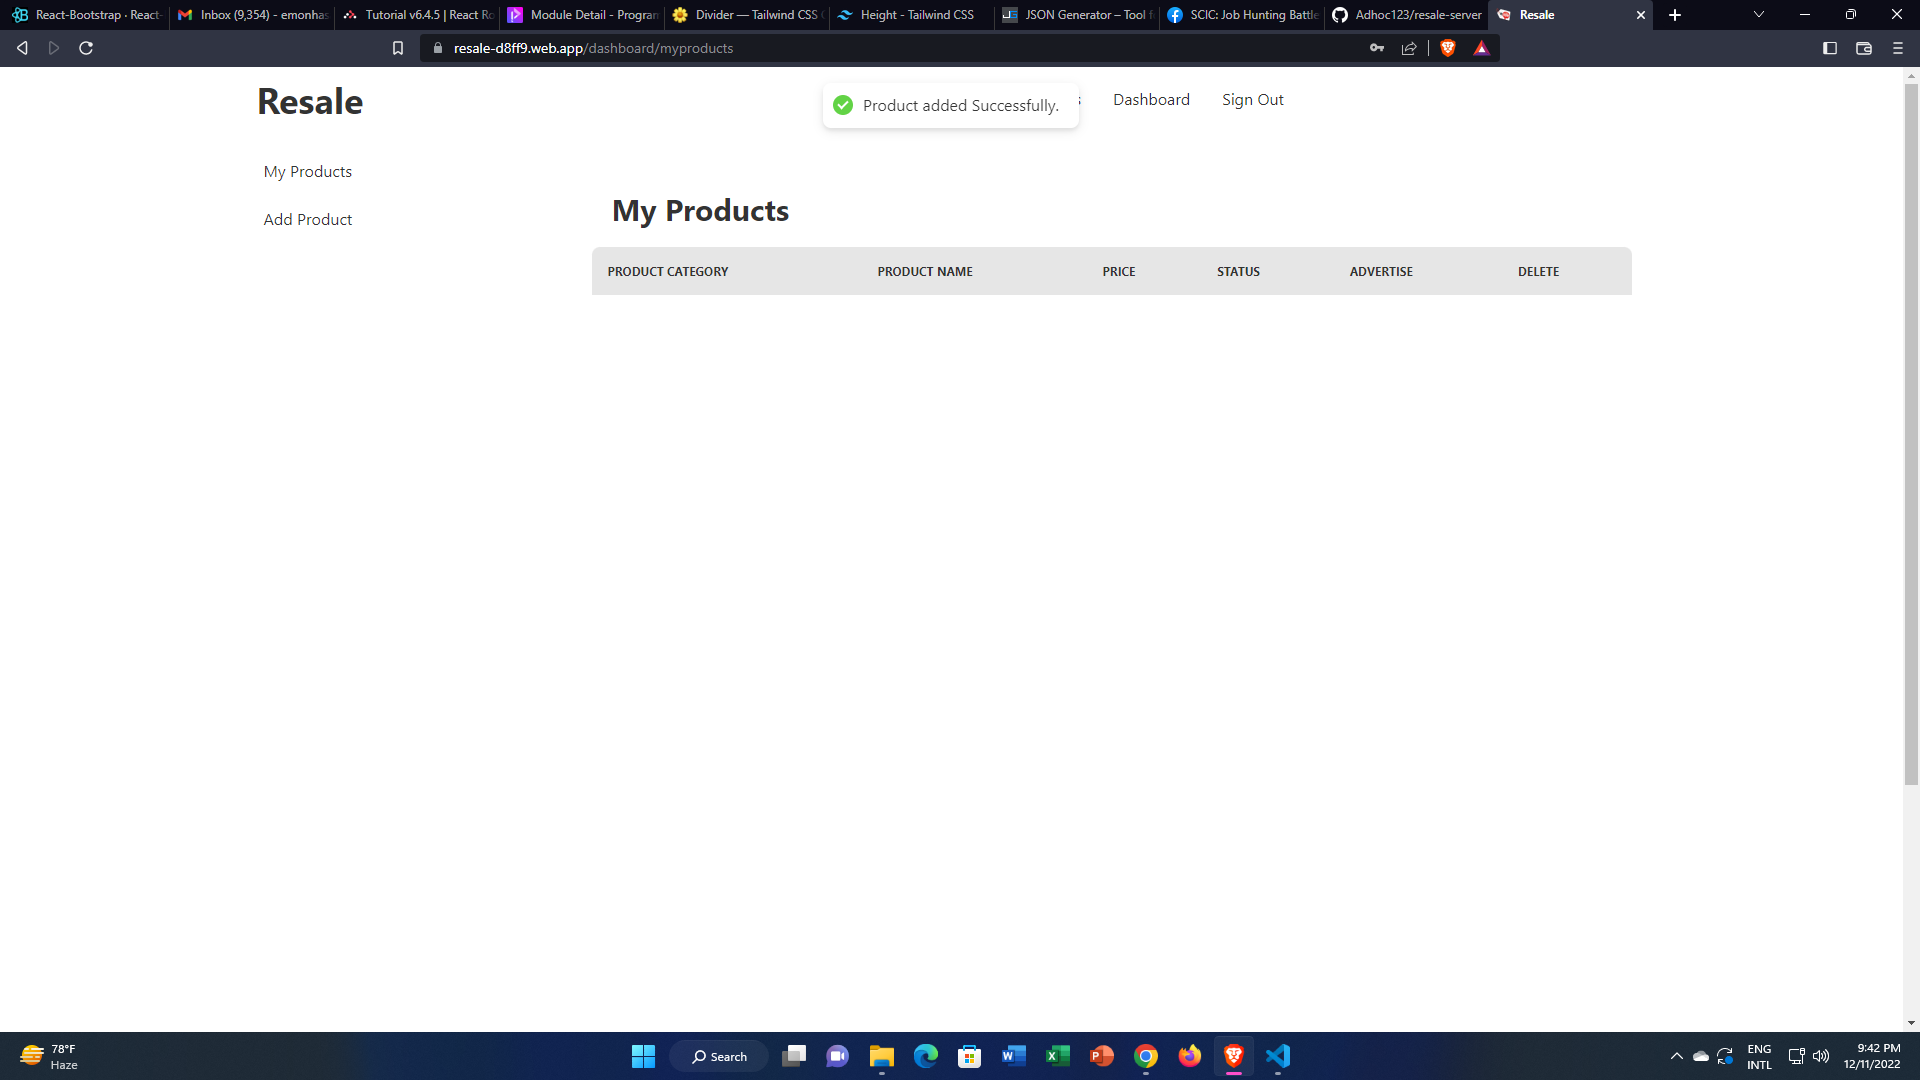 React-Bootstrap · React-
Inbox (9,354) - emonhas
Tutorial v6.4.5 | React Ro
Module Detail - Program
Divider — Tailwind CSS
Height - Tailwind CSS
JSON Generator – Tool f
SCIC: Job Hunting Battle
Adhoc123/resale-server
Resale
resale-d8ff9.web.app/dashboard/myproducts
Resale
Product added Successfully.
Dashboard
Sign Out
My Products
Add Product
My Products
PRODUCT CATEGORY
PRODUCT NAME
PRICE
STATUS
ADVERTISE
DELETE
78°F
Haze
Search
ENG
INTL
9:42 PM
12/11/2022